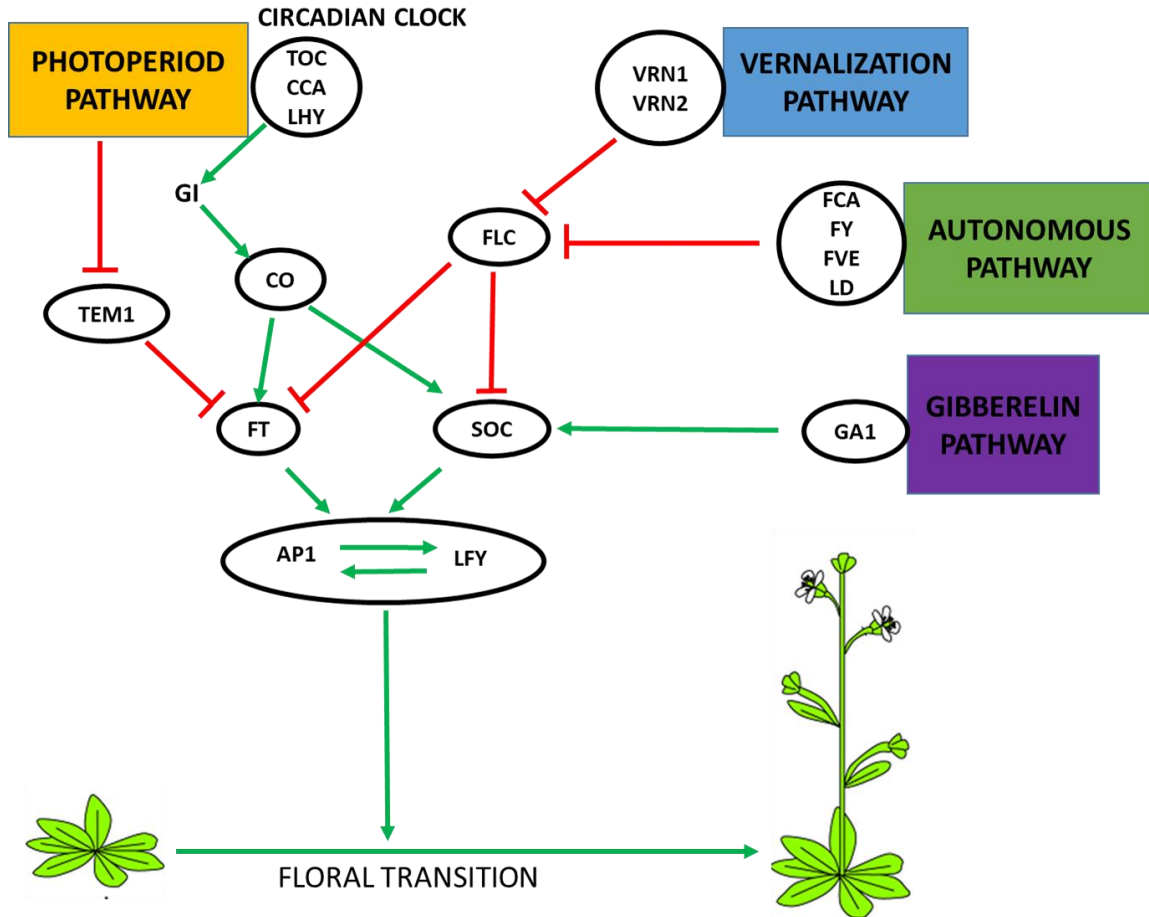 CIRCADIAN CLOCK
PHOTOPERIOD
PATHWAY
TOC
CCA
LHY
VRN1
VRN2
VERNALIZATION
PATHWAY
GI
FLC
FCA
FY
FVE
LD
AUTONOMOUS
PATHWAY
CO
TEM1
FT
SOC
GA1
GIBBERELIN
PATHWAY
AP1
LFY
FLORAL TRANSITION